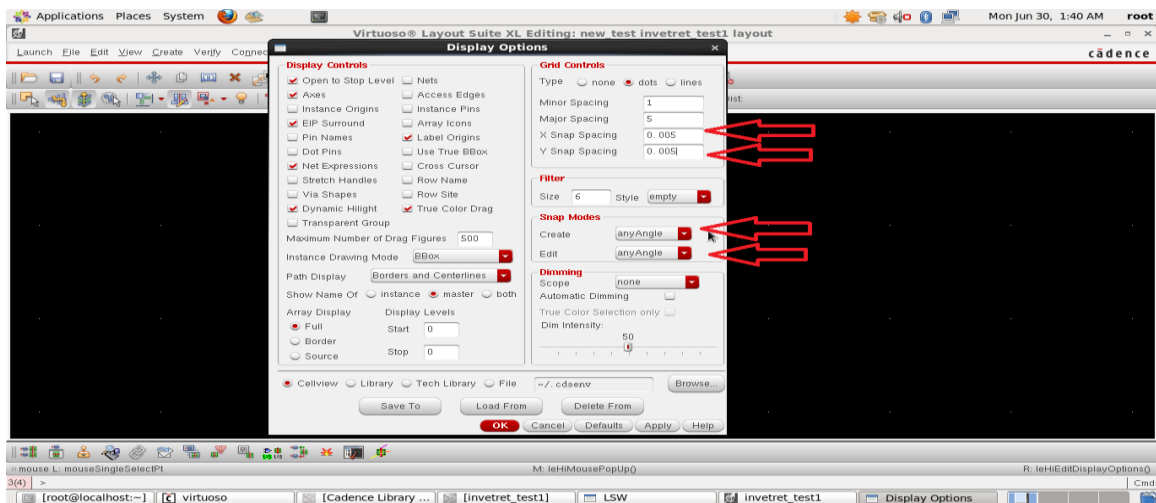 Applications Places System Mon Jun 30, 1:40 AM root
Virtuoso® Layout Suite XL Editing: new_test invetret_test1 layout
Launch File Edit View Create Verify Connec
cādence
Display Options
Display Controls
Open to Stop Level Nets
Axes Access Edges
Instance Origins Instance Pins
EIP Surround Array Icons
Pin Names Label Origins
Dot Pins Use True BBox
Net Expressions Cross Cursor
Stretch Handles Row Name
Via Shapes Row Site
Dynamic Hilight True Color Drag
Transparent Group
Maximum Number of Drag Figures 500
Instance Drawing Mode BBox
Path Display Borders and Centerlines
Show Name Of instance master both
Array Display Display Levels
Full Start 0
Border
Source Stop 0
Grid Controls
Type none dots lines
Minor Spacing 1
Major Spacing 5
X Snap Spacing 0.005
Y Snap Spacing 0.005
Filter
Size 6 Style empty
Snap Modes
Create anyAngle
Edit anyAngle
Dimming
Scope none
Automatic Dimming
True Color Selection only
Dim Intensity:
50
Cellview Library Tech Library File ~/.cdsenv Browse...
Save To Load From Delete From
OK Cancel Defaults Apply Help
mouse L: mouseSingleSelectPt M: leHiMousePopUp() R: leHiEditDisplayOptions()
3(4) > Cmd
[root@localhost:~] virtuoso [Cadence Library ... [invetret_test1] LSW invetret_test1 Display Options